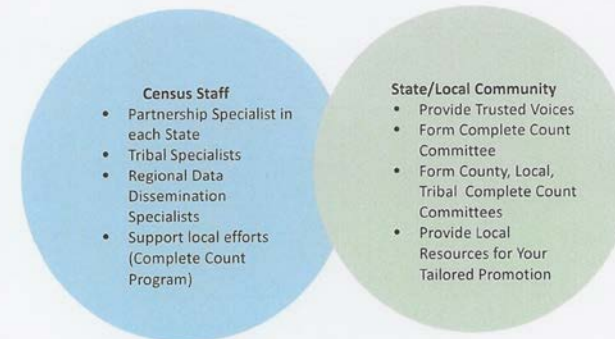 Census Staff
• Partnership Specialist in
each State
• Tribal Specialists
• Regional Data
Dissemination
Specialists
• Support local efforts
(Complete Count
Program)
State/Local Community
• Provide Trusted Voices
• Form Complete Count
Committee
• Form County, Local,
Tribal Complete Count
Committees
• Provide Local
Resources for Your
Tailored Promotion